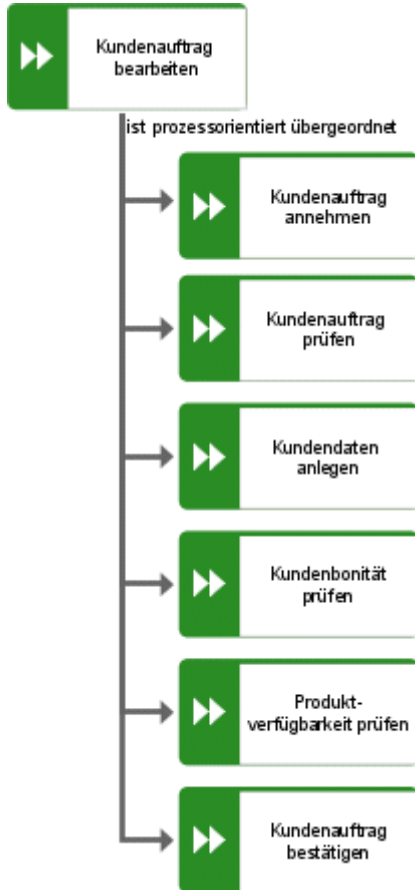 Kundenauftrag
bearbeiten
ist prozessorientiert übergeordnet
Kundenauftrag
annehmen
Kundenauftrag
prüfen
Kundendaten
anlegen
Kundenbonität
prüfen
Produkt-
verfügbarkeit prüfen
Kundenauftrag
bestätigen